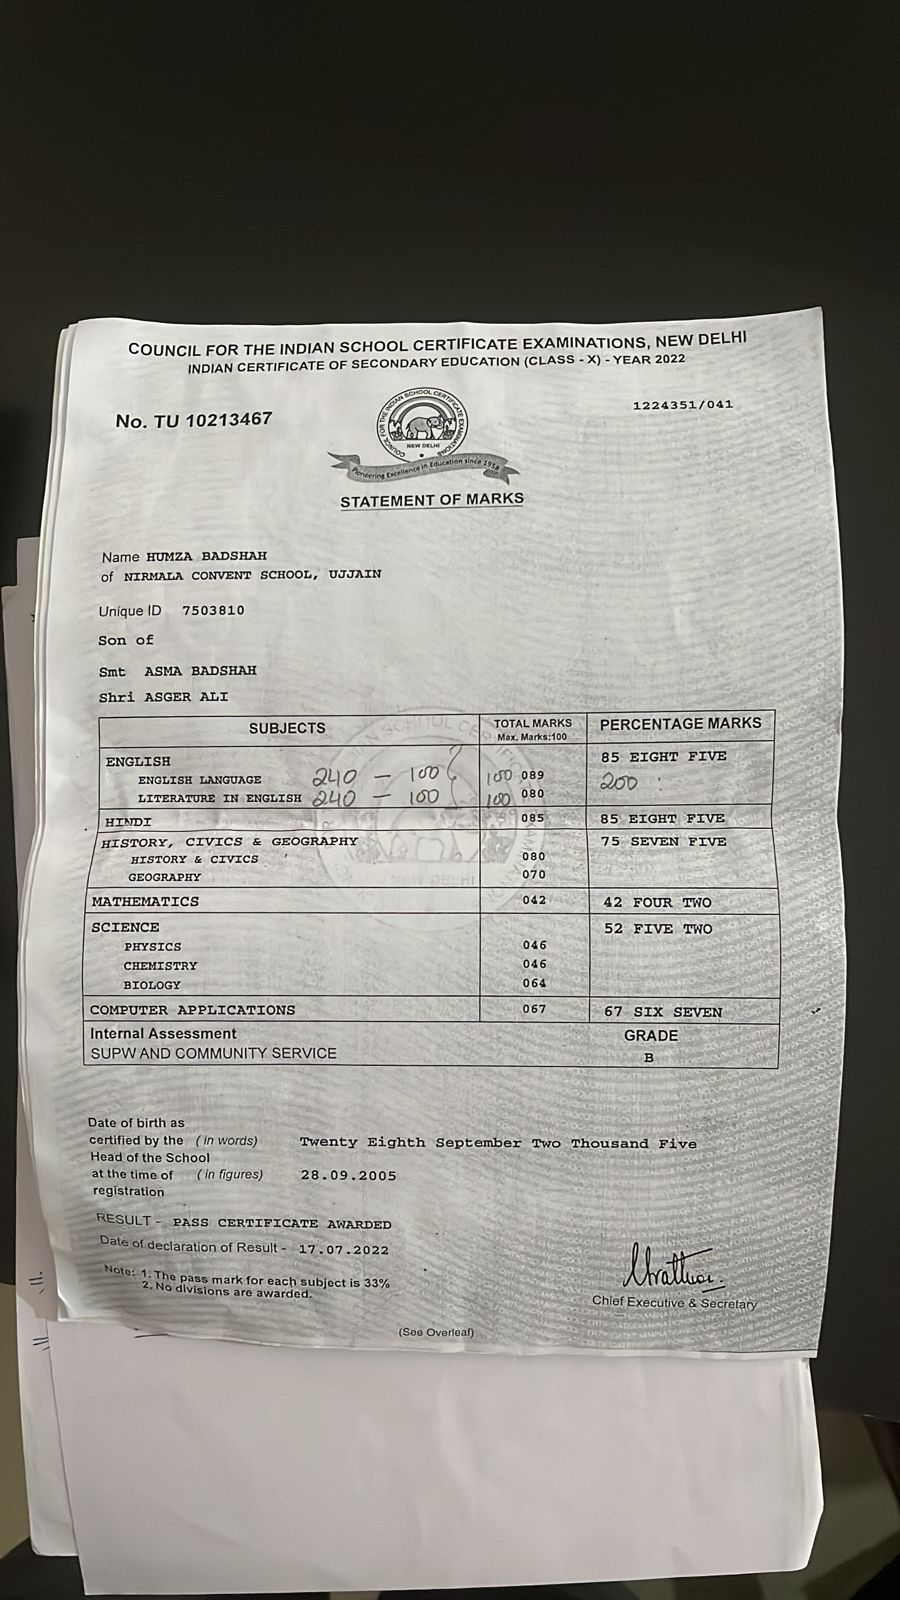 COUNCIL FOR THE INDIAN SCHOOL CERTIFICATE EXAMINATIONS, NEW DELHI
INDIAN CERTIFICATE OF SECONDARY EDUCATION (CLASS - X) - YEAR 2022
No. TU 10213467
1224351/041
COUNCIL FOR THE INDIAN SCHOOL CERTIFICATE EXAMINATIONS
NEW DELHI
Pioneering Excellence in Education since 1958
STATEMENT OF MARKS
Name HUMZA BADSHAH
of NIRMALA CONVENT SCHOOL, UJJAIN
Unique ID 7503810
Son of
Smt ASMA BADSHAH
Shri ASGER ALI
SUBJECTS TOTAL MARKS Max. Marks:100 PERCENTAGE MARKS
ENGLISH 85 EIGHT FIVE
ENGLISH LANGUAGE 240 - 100 100 089 200
LITERATURE IN ENGLISH 240 - 100 100 080
HINDI 085 85 EIGHT FIVE
HISTORY, CIVICS & GEOGRAPHY 75 SEVEN FIVE
HISTORY & CIVICS 080
GEOGRAPHY 070
MATHEMATICS 042 42 FOUR TWO
SCIENCE 52 FIVE TWO
PHYSICS 046
CHEMISTRY 046
BIOLOGY 064
COMPUTER APPLICATIONS 067 67 SIX SEVEN
Internal Assessment GRADE
SUPW AND COMMUNITY SERVICE B
Date of birth as
certified by the (in words) Twenty Eighth September Two Thousand Five
Head of the School
at the time of (in figures) 28.09.2005
registration
RESULT - PASS CERTIFICATE AWARDED
Date of declaration of Result - 17.07.2022
Note: 1. The pass mark for each subject is 33%
2. No divisions are awarded.
Chief Executive & Secretary
(See Overleaf)